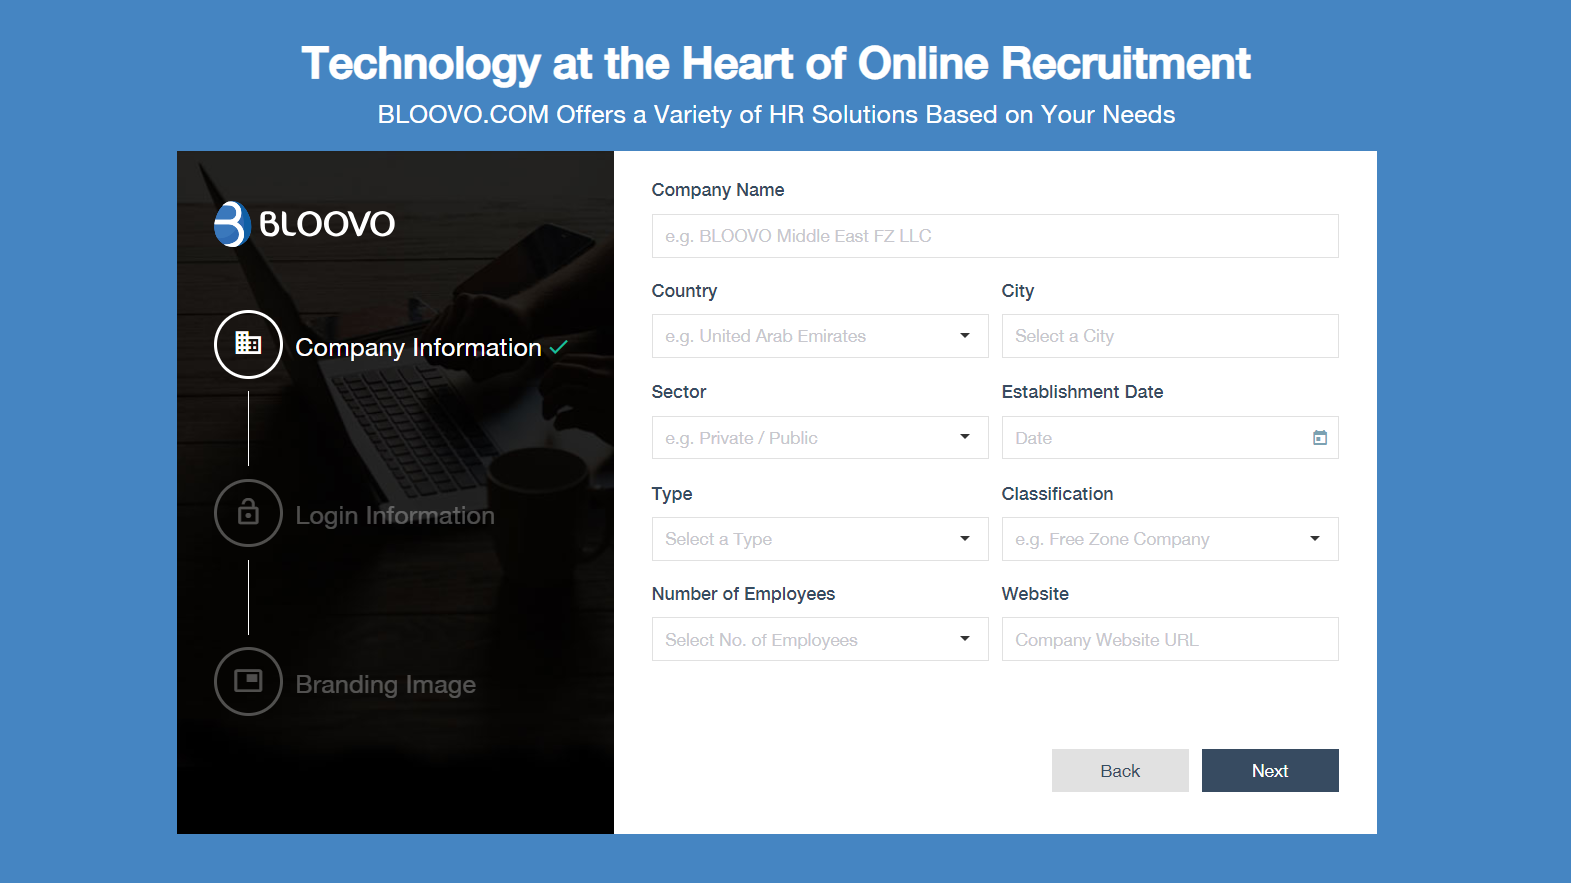 Technology at the Heart of Online Recruitment
BLOOVO.COM Offers a Variety of HR Solutions Based on Your Needs
BLOOVO
Company Information
Login Information
Branding Image
Company Name
e.g. BLOOVO Middle East FZ LLC
Country
City
e.g. United Arab Emirates
Select a City
Sector
Establishment Date
e.g. Private / Public
Date
Type
Classification
Select a Type
e.g. Free Zone Company
Number of Employees
Website
Select No. of Employees
Company Website URL
Back
Next